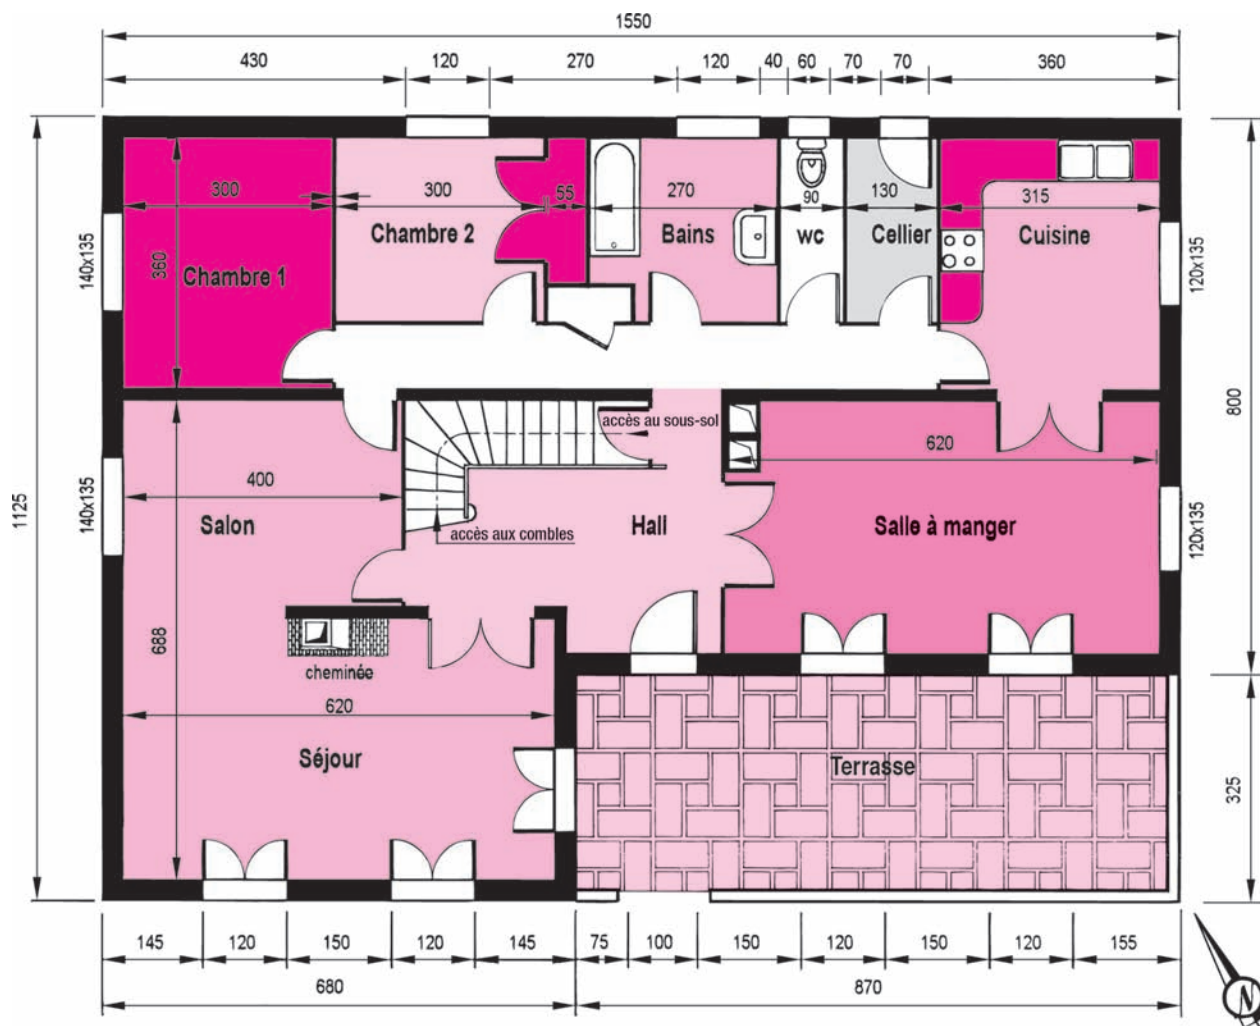 1550
430 120 270 120 40 60 70 70 360
300 300 55 270 90 130 315
Chambre 2 Bains wc Cellier Cuisine
140x135 360 Chambre 1 120x135
1125 800
accès au sous-sol
620
400
140x135 Salon Hall Salle à manger 120x135
accès aux combles
688
cheminée
620
Séjour Terrasse 325
145 120 150 120 145 75 100 150 120 150 120 155
680 870
N